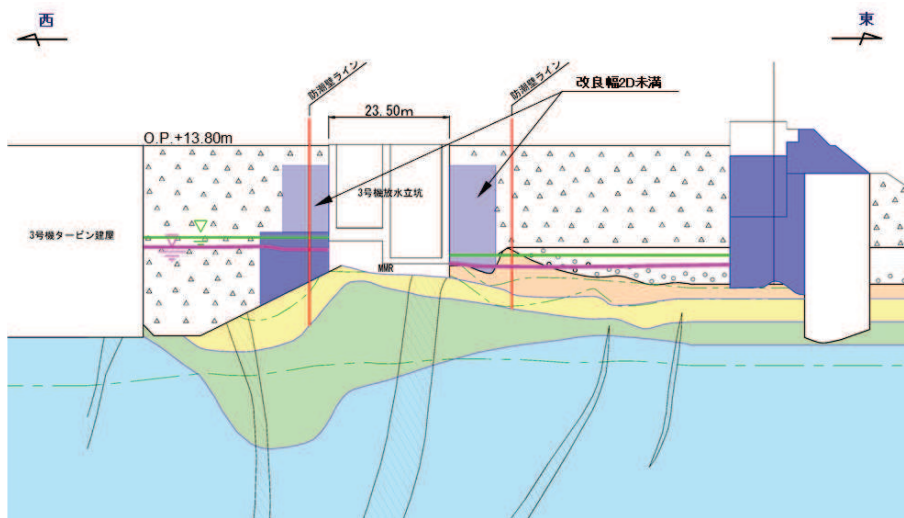 西
東
防潮壁ライン
防潮壁ライン
改良幅2D未満
23.50m
O.P.+13.80m
3号機放水立坑
3号機タービン建屋
MMR